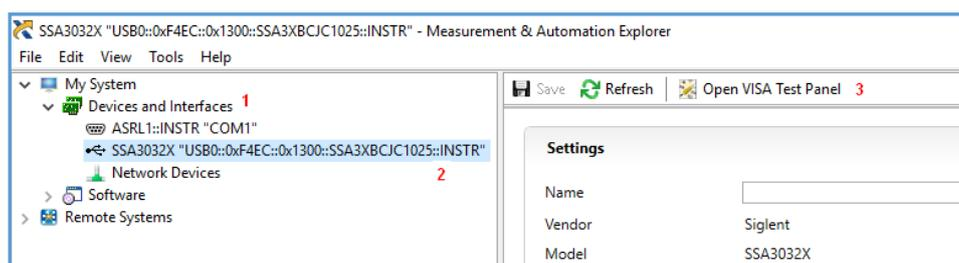 SSA3032X "USB0::0xF4EC::0x1300::SSA3XBCJC1025::INSTR" - Measurement & Automation Explorer
File Edit View Tools Help
My System
Devices and Interfaces 1
ASRL1::INSTR "COM1"
SSA3032X "USB0::0xF4EC::0x1300::SSA3XBCJC1025::INSTR"
Network Devices 2
Software
Remote Systems
Save Refresh Open VISA Test Panel 3
Settings
Name
Vendor Siglent
Model SSA3032X